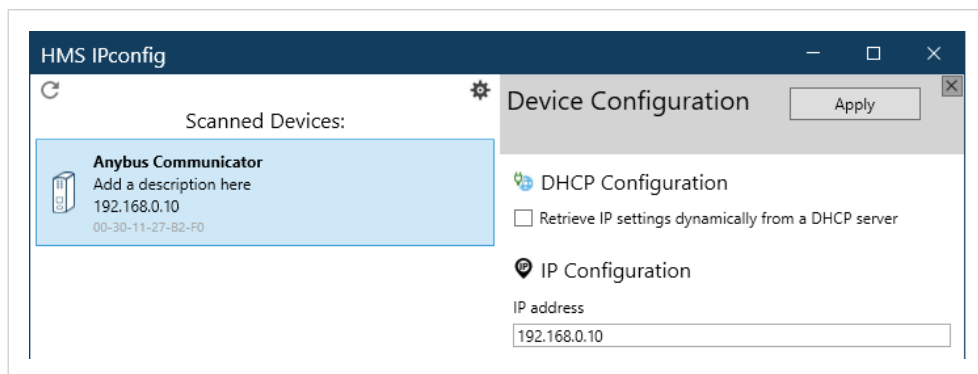 HMS IPconfig
Scanned Devices:
Anybus Communicator
Add a description here
192.168.0.10
00-30-11-27-B2-F0
Device Configuration
Apply
DHCP Configuration
Retrieve IP settings dynamically from a DHCP server
IP
IP Configuration
IP address
192.168.0.10